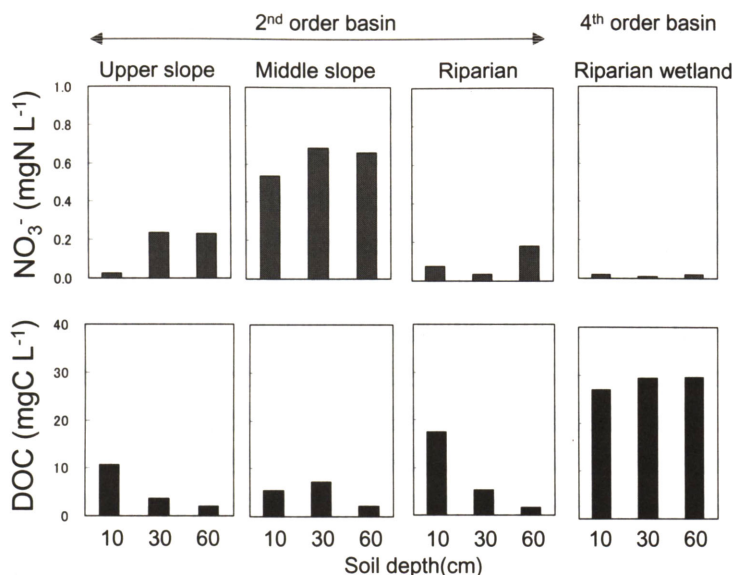 2nd order basin 4th order basin
Upper slope Middle slope Riparian Riparian wetland
NO3- (mgN L-1)
1.0
0.8
0.6
0.4
0.2
0.0
DOC (mgC L-1)
40
30
20
10
0
10 30 60 10 30 60 10 30 60 10 30 60
Soil depth(cm)